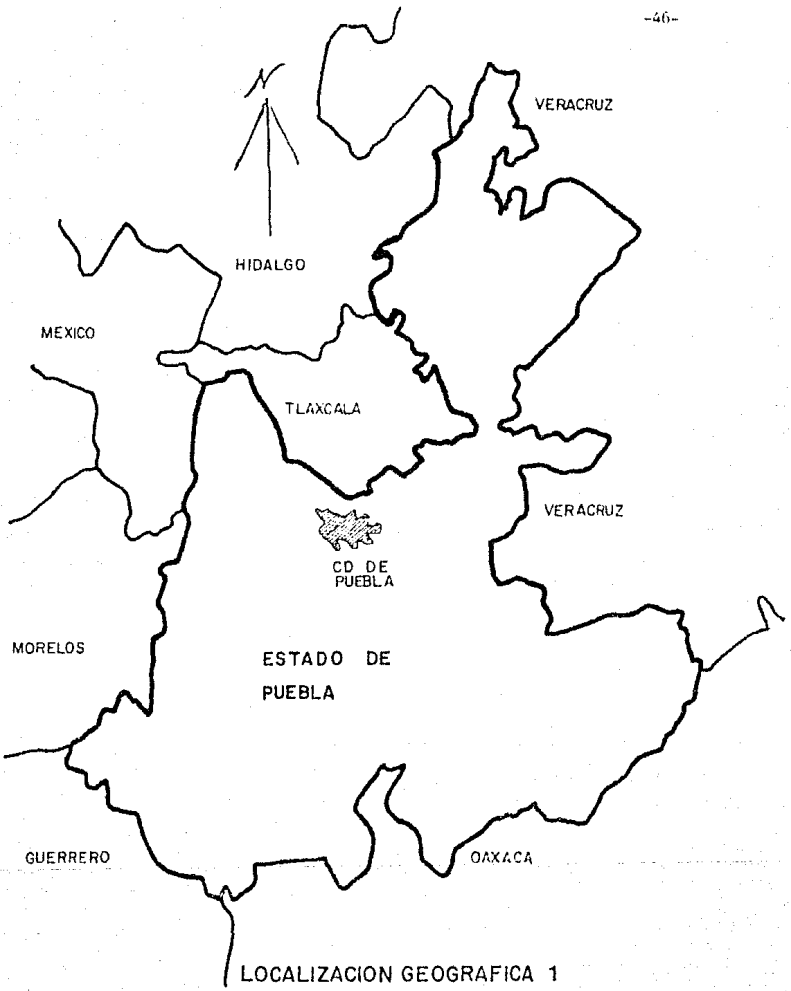 -46-
N
VERACRUZ
HIDALGO
MEXICO
TLAXCALA
VERACRUZ
CD DE
PUEBLA
MORELOS
ESTADO DE
PUEBLA
GUERRERO
OAXACA
LOCALIZACION GEOGRAFICA 1